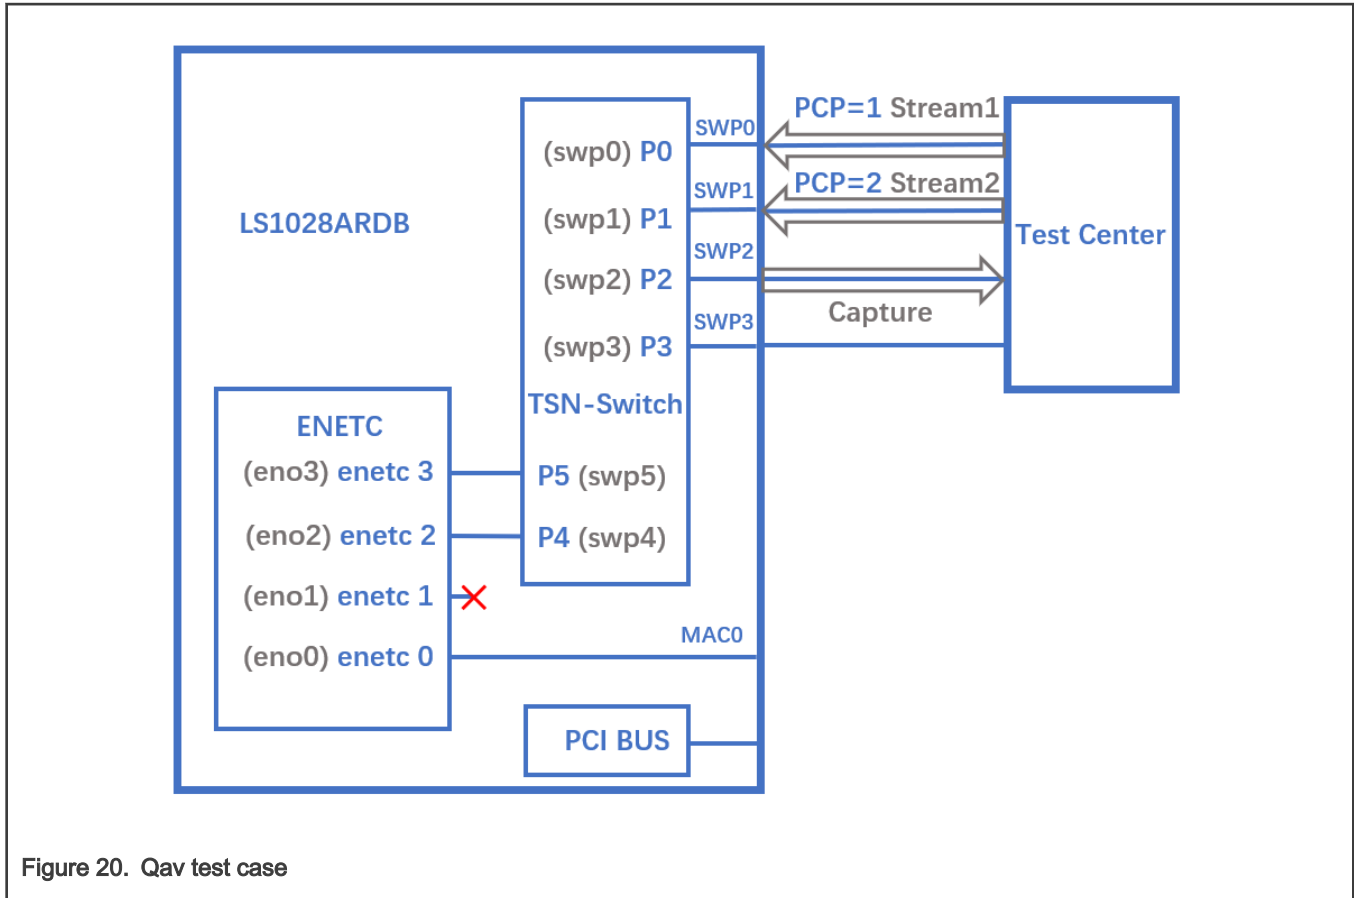 PCP=1 Stream1
SWP0
(swp0) P0
PCP=2 Stream2
SWP1
LS1028ARDB
(swp1) P1
Test Center
SWP2
(swp2) P2
Capture
SWP3
(swp3) P3
TSN-Switch
ENETC
(eno3) enetc 3
P5 (swp5)
(eno2) enetc 2
P4 (swp4)
(eno1) enetc 1
MAC0
(eno0) enetc 0
PCI BUS
Figure 20. Qav test case